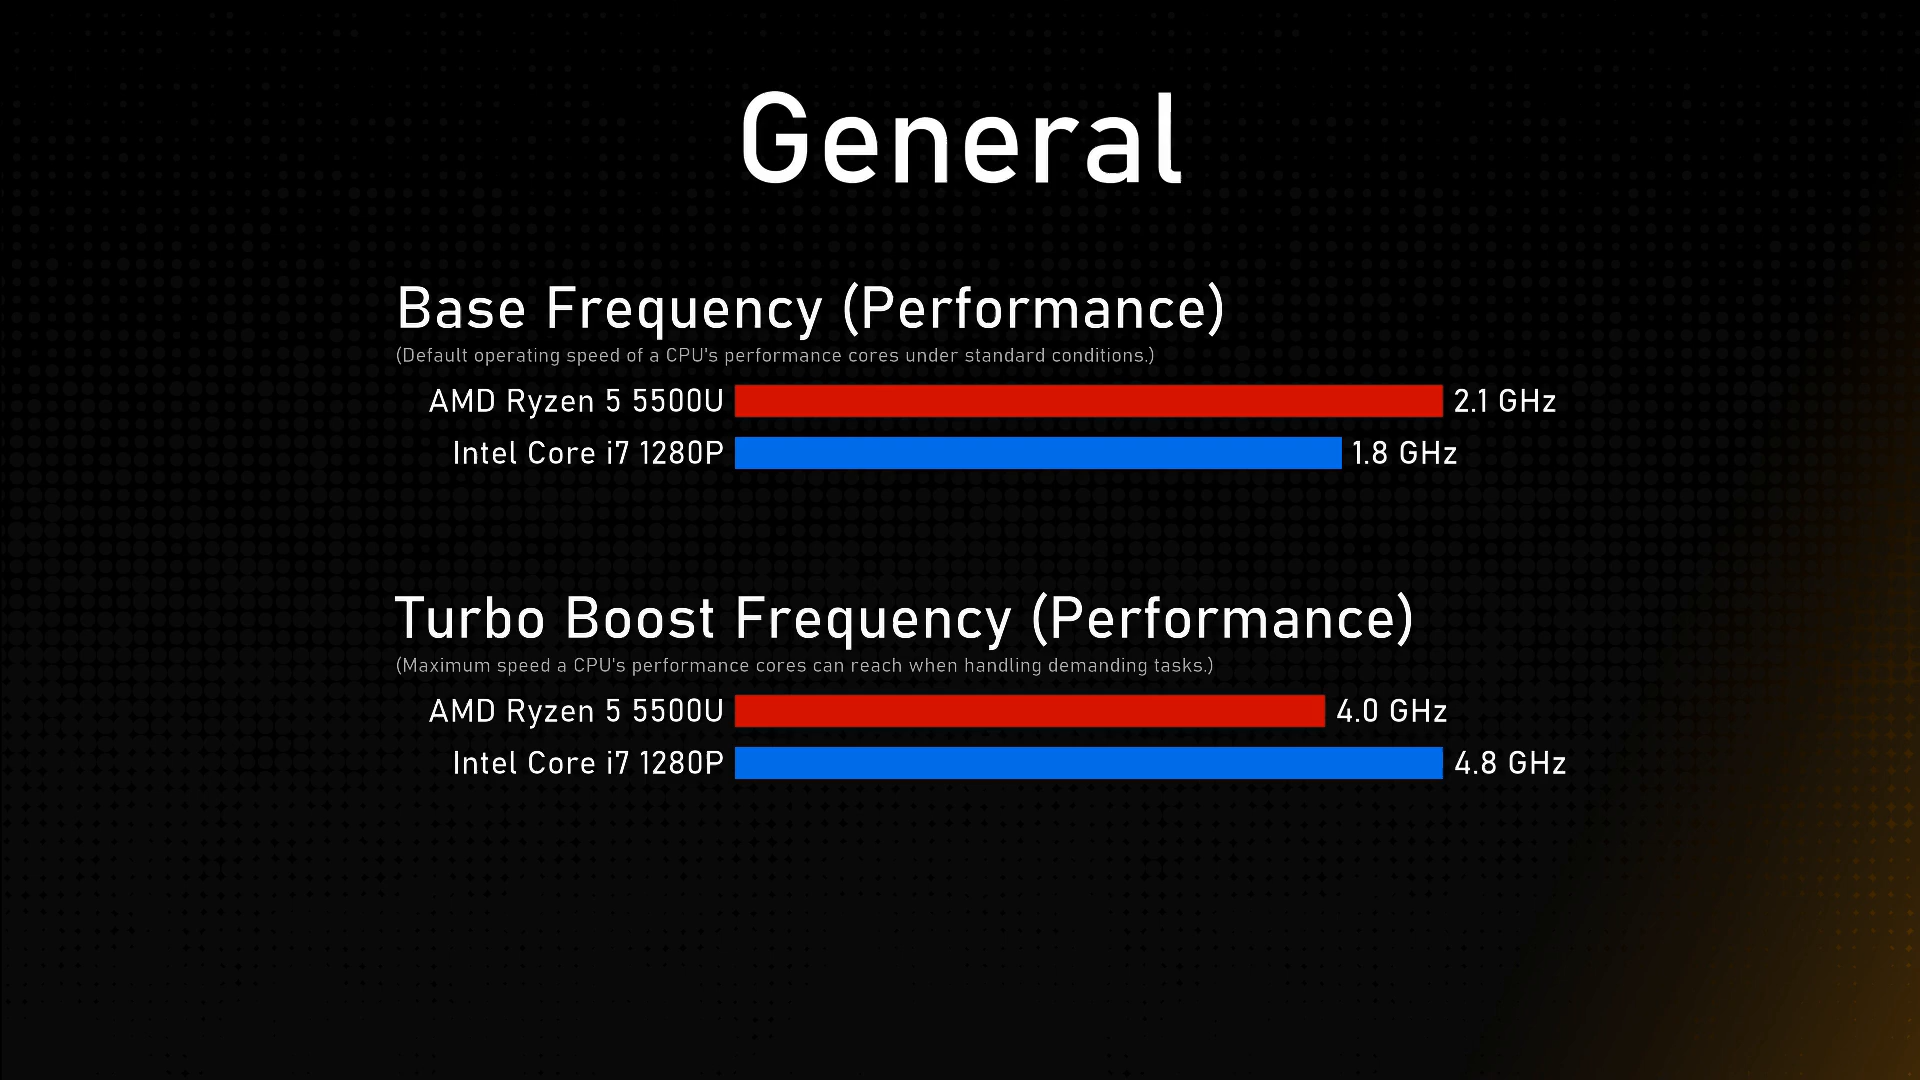 General
Base Frequency (Performance)
(Default operating speed of a CPU's performance cores under standard conditions.)
AMD Ryzen 5 5500U 2.1 GHz
Intel Core i7 1280P 1.8 GHz
Turbo Boost Frequency (Performance)
(Maximum speed a CPU's performance cores can reach when handling demanding tasks.)
AMD Ryzen 5 5500U 4.0 GHz
Intel Core i7 1280P 4.8 GHz